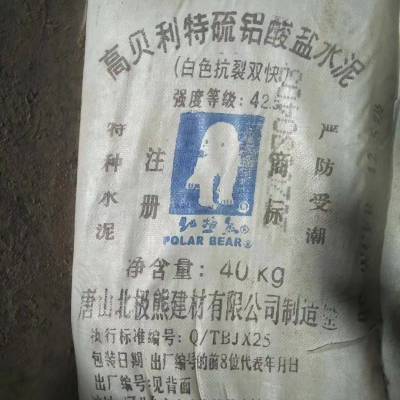 高贝利特硫铝酸盐水泥
(白色抗裂双快)
强度等级: 42.5
特种水泥
注册
商标
严防受潮
北极熊
POLAR BEAR®
净含量: 40kg
唐山北极熊建材有限公司制造
执行标准编号: Q/TBJX25
包装日期 出厂编号的前8位代表年月日
出厂编号: 见背面